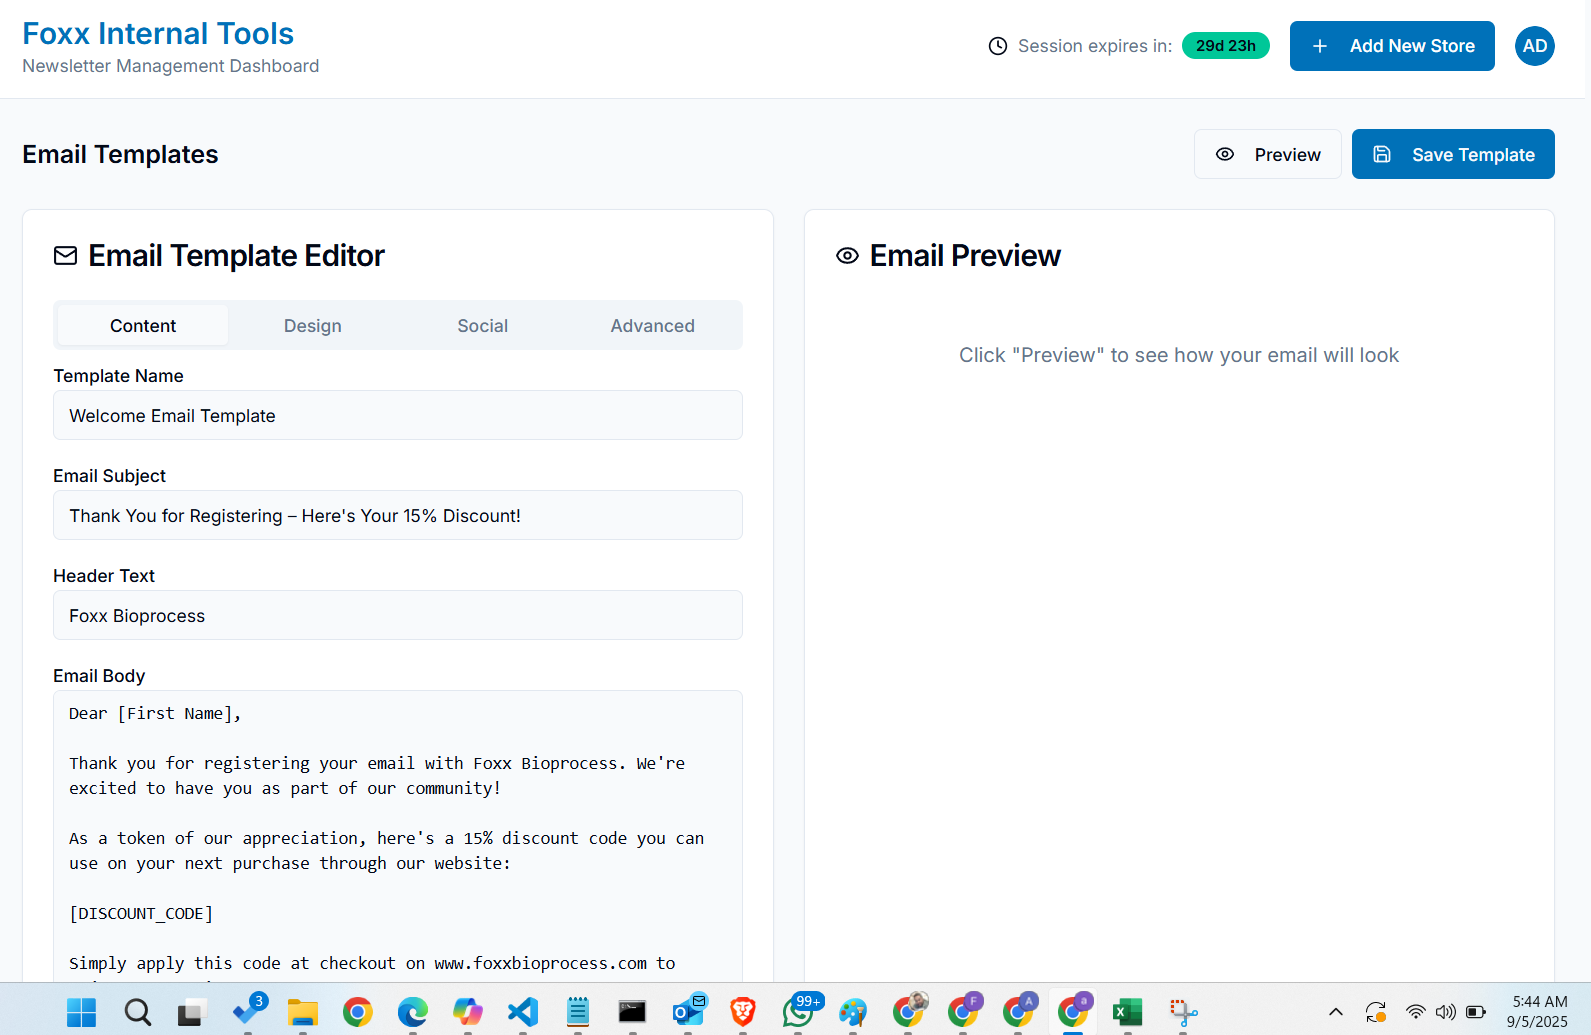 Foxx Internal Tools
Newsletter Management Dashboard
Session expires in: 29d 23h
Add New Store
AD
Email Templates
Preview
Save Template
Email Template Editor
Content Design Social Advanced
Template Name
Welcome Email Template
Email Subject
Thank You for Registering – Here's Your 15% Discount!
Header Text
Foxx Bioprocess
Email Body
Dear [First Name],
Thank you for registering your email with Foxx Bioprocess. We're
excited to have you as part of our community!
As a token of our appreciation, here's a 15% discount code you can
use on your next purchase through our website:
[DISCOUNT_CODE]
Simply apply this code at checkout on www.foxxbioprocess.com to
Email Preview
Click "Preview" to see how your email will look
3
99+
F
A
a
5:44 AM
9/5/2025